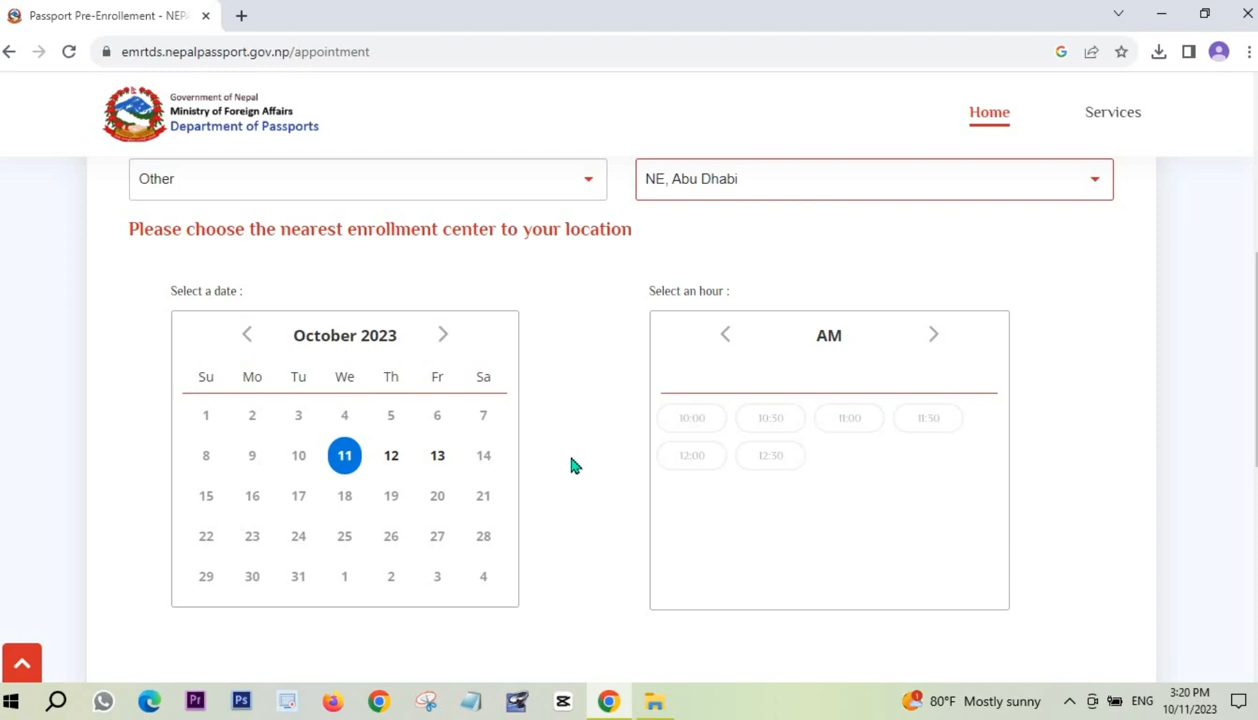 Passport Pre-Enrollement - NEPA
emrtds.nepalpassport.gov.np/appointment
Government of Nepal
Ministry of Foreign Affairs
Department of Passports
Home
Services
Other
NE, Abu Dhabi
Please choose the nearest enrollment center to your location
Select a date :
Select an hour :
October 2023
AM
Su Mo Tu We Th Fr Sa
1 2 3 4 5 6 7
10:00 10:30 11:00 11:30
8 9 10 11 12 13 14
12:00 12:30
15 16 17 18 19 20 21
22 23 24 25 26 27 28
29 30 31 1 2 3 4
Pr
Ps
80°F Mostly sunny
ENG
3:20 PM
10/11/2023